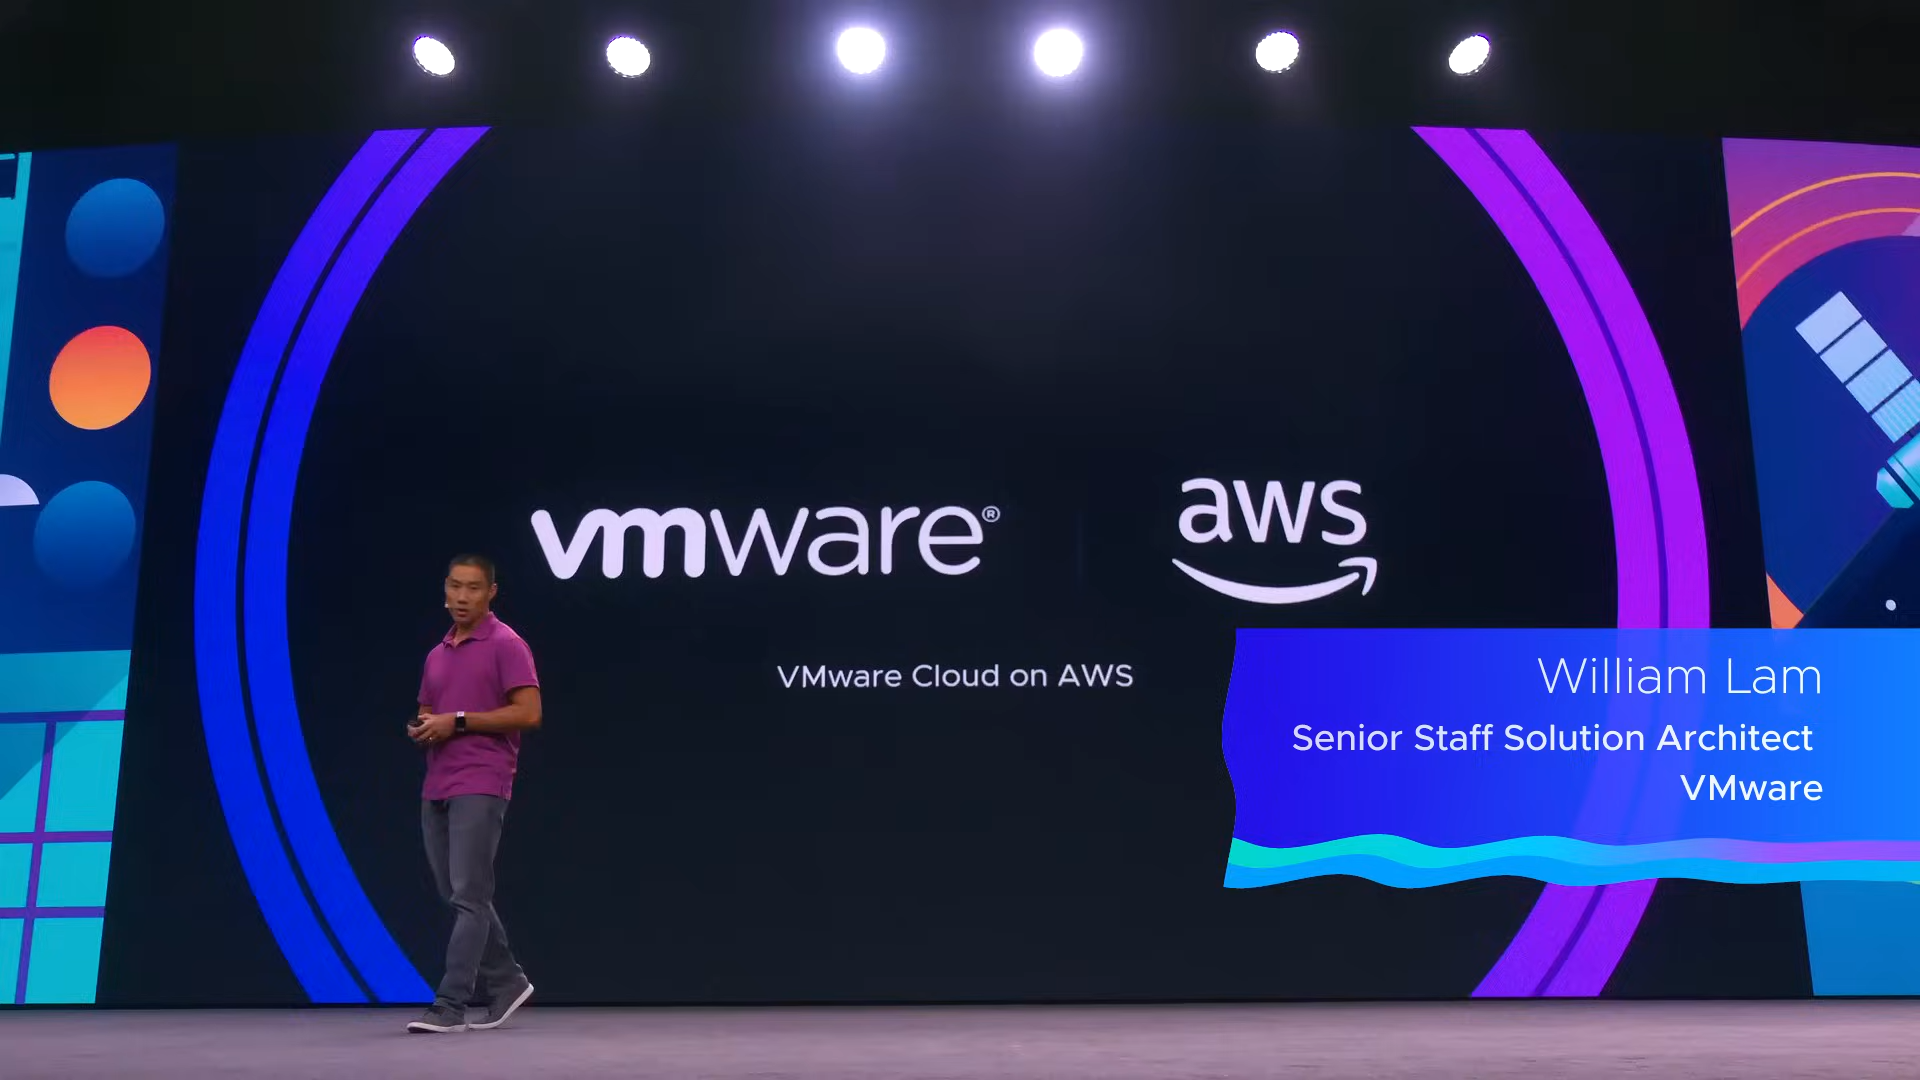 vmware®
aws
VMware Cloud on AWS
William Lam
Senior Staff Solution Architect
VMware